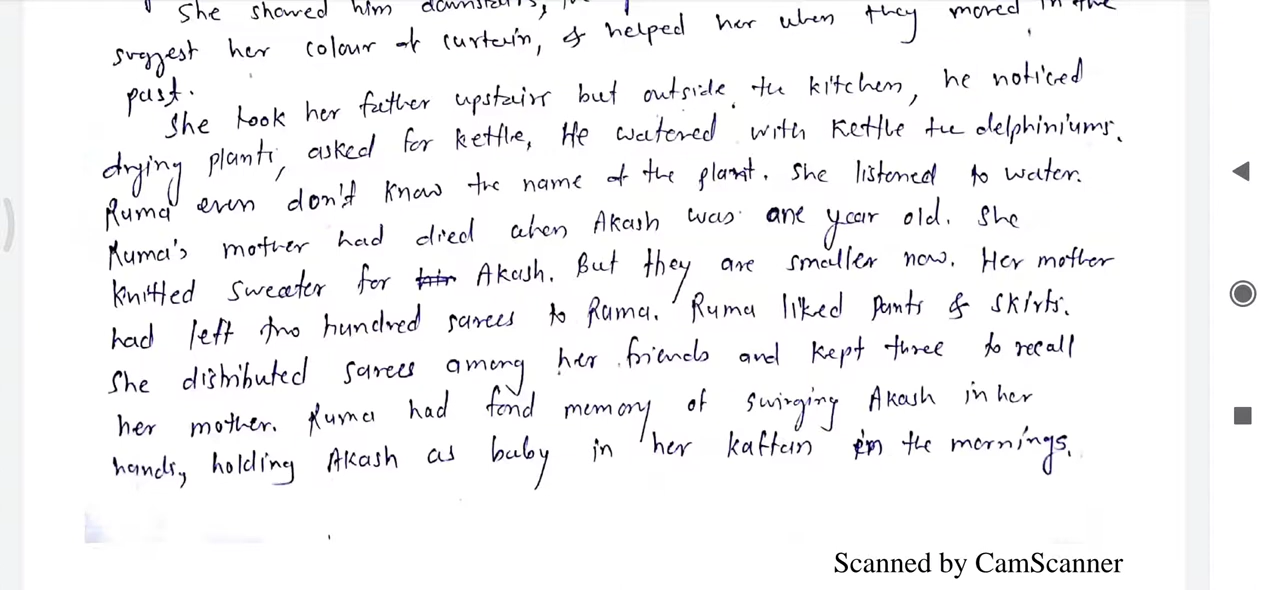 She showed him downstairs,
suggest her colour of curtain, & helped her when they moved in the
past.
She took her father upstairs but outside the kitchen, he noticed
drying plants, asked for kettle, He watered with Kettle the delphiniums.
Ruma even don't know the name of the plant. She listened to water.
Ruma's mother had died when Akash was one year old. She
knitted sweater for Akash. But they are smaller now. Her mother
had left two hundred sarees to Ruma. Ruma liked pants & skirts.
She distributed sarees among her friends and kept three to recall
her mother. Ruma had fond memory of swinging Akash in her
hands, holding Akash as baby in her kaftan in the mornings.
Scanned by CamScanner